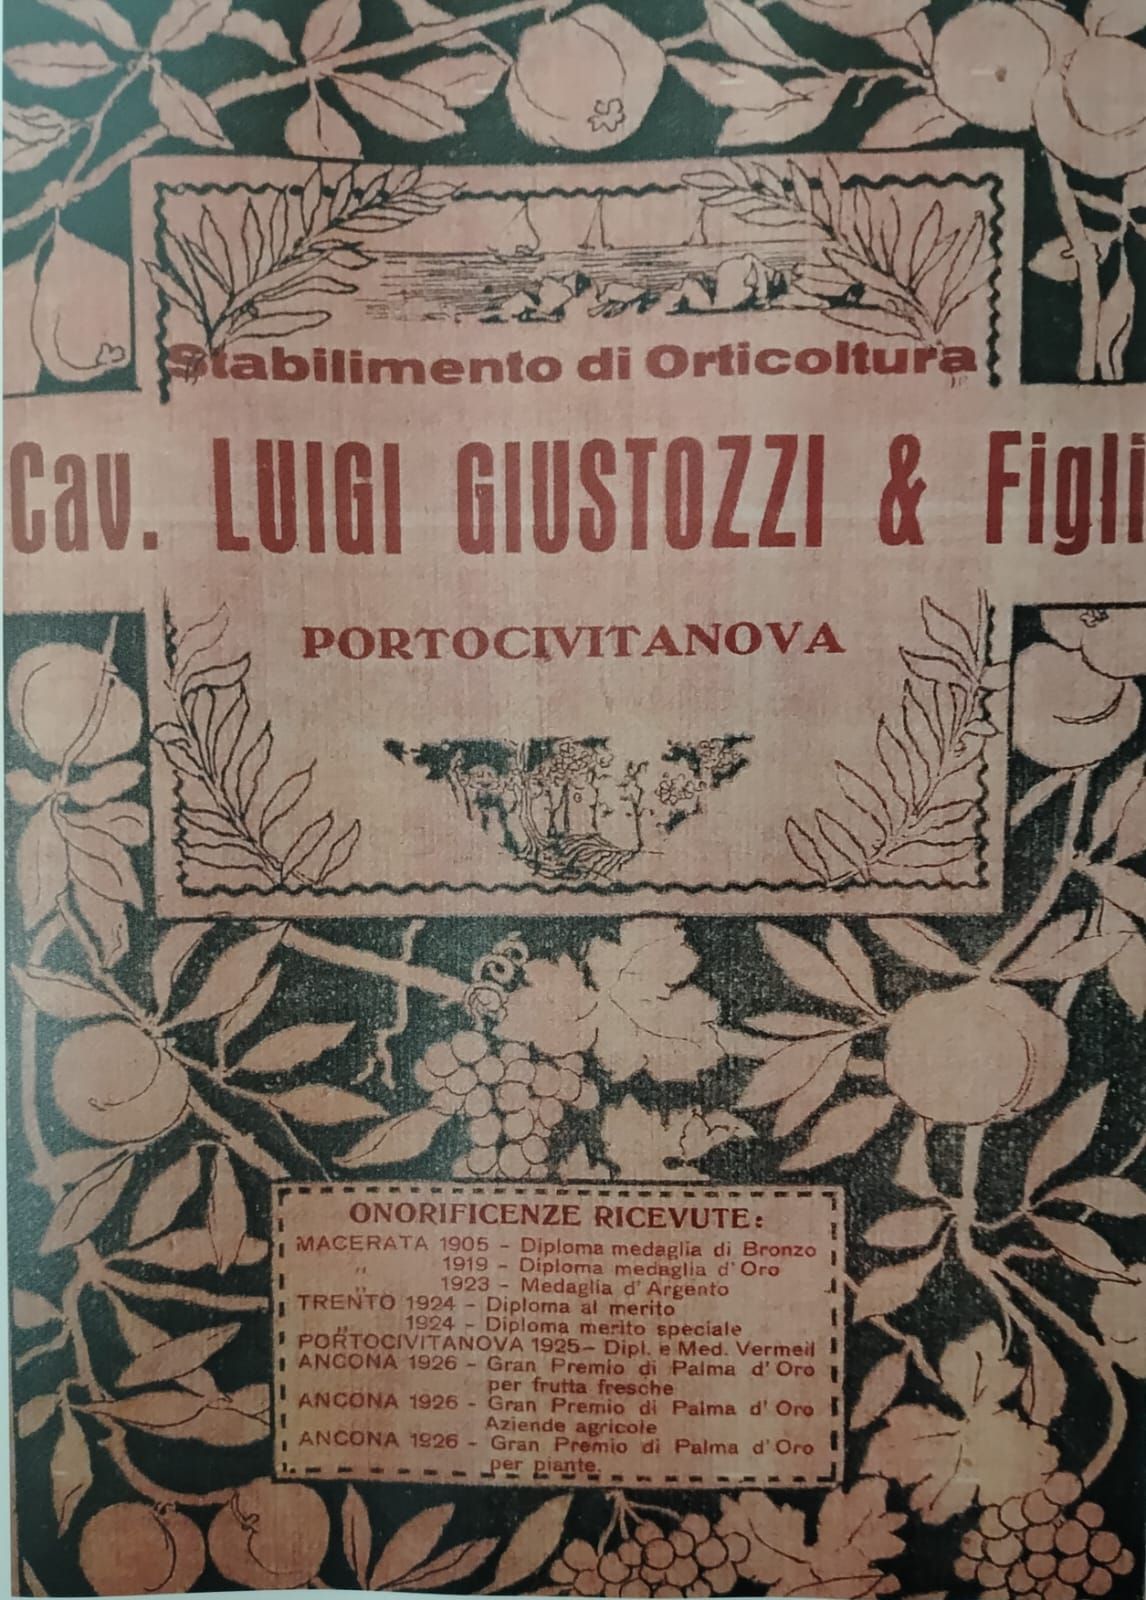 Stabilimento di Orticoltura
Cav. LUIGI GIUSTOZZI & Figli
PORTOCIVITANOVA
ONORIFICENZE RICEVUTE:
MACERATA 1905 - Diploma medaglia di Bronzo
„ 1919 - Diploma medaglia d'Oro
„ 1923 - Medaglia d'Argento
TRENTO 1924 - Diploma al merito
„ 1924 - Diploma merito speciale
PORTOCIVITANOVA 1925- Dipl. e Med. Vermeil
ANCONA 1926 - Gran Premio di Palma d'Oro
per frutta fresche
ANCONA 1926 - Gran Premio di Palma d'Oro
Aziende agricole
ANCONA 1926 - Gran Premio di Palma d'Oro
per piante.